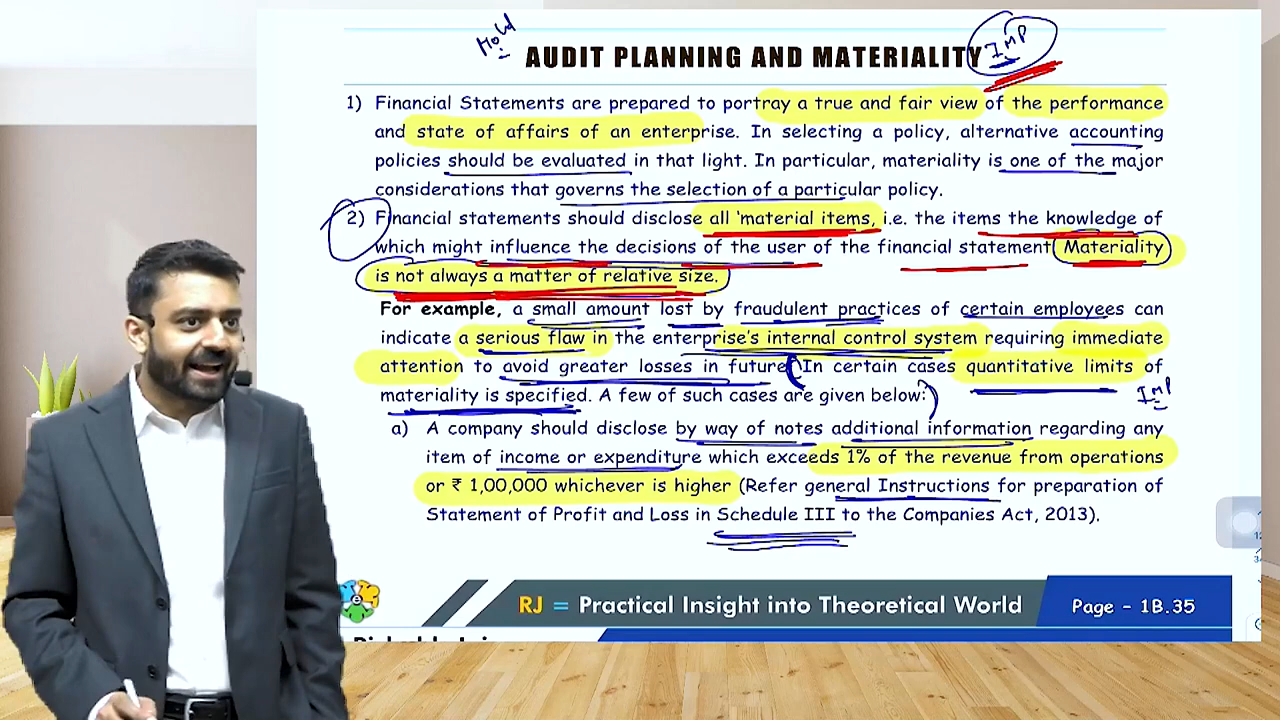 Hold
AUDIT PLANNING AND MATERIALITY IMP
1) Financial Statements are prepared to portray a true and fair view of the performance
and state of affairs of an enterprise. In selecting a policy, alternative accounting
policies should be evaluated in that light. In particular, materiality is one of the major
considerations that governs the selection of a particular policy.
2) Financial statements should disclose all 'material items, i.e. the items the knowledge of
which might influence the decisions of the user of the financial statement. Materiality
is not always a matter of relative size.
For example, a small amount lost by fraudulent practices of certain employees can
indicate a serious flaw in the enterprise's internal control system requiring immediate
attention to avoid greater losses in future. In certain cases quantitative limits of
materiality is specified. A few of such cases are given below:
IMP
a) A company should disclose by way of notes additional information regarding any
item of income or expenditure which exceeds 1% of the revenue from operations
or ₹ 1,00,000 whichever is higher (Refer general Instructions for preparation of
Statement of Profit and Loss in Schedule III to the Companies Act, 2013).
RJ = Practical Insight into Theoretical World
Page - 1B.35